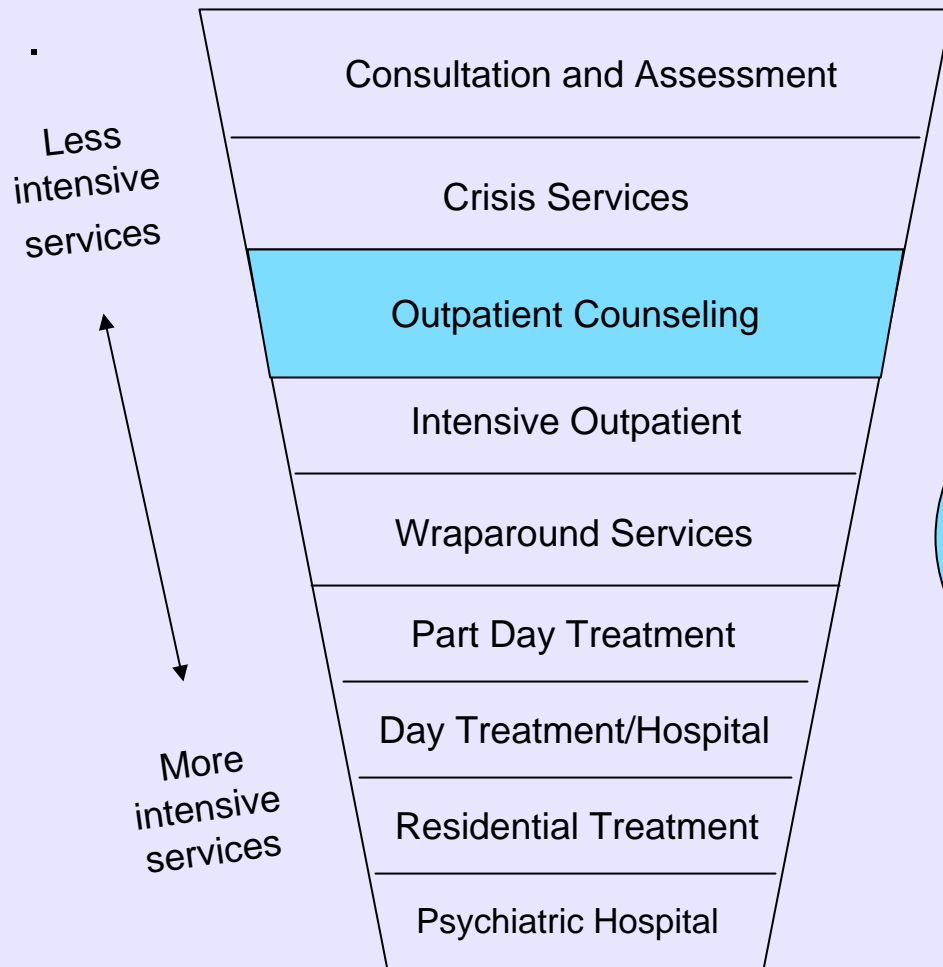 Consultation and Assessment
Less
intensive
services
Crisis Services
Outpatient Counseling
Intensive Outpatient
Wraparound Services
Part Day Treatment
Day Treatment/Hospital
More
intensive
services
Residential Treatment
Psychiatric Hospital